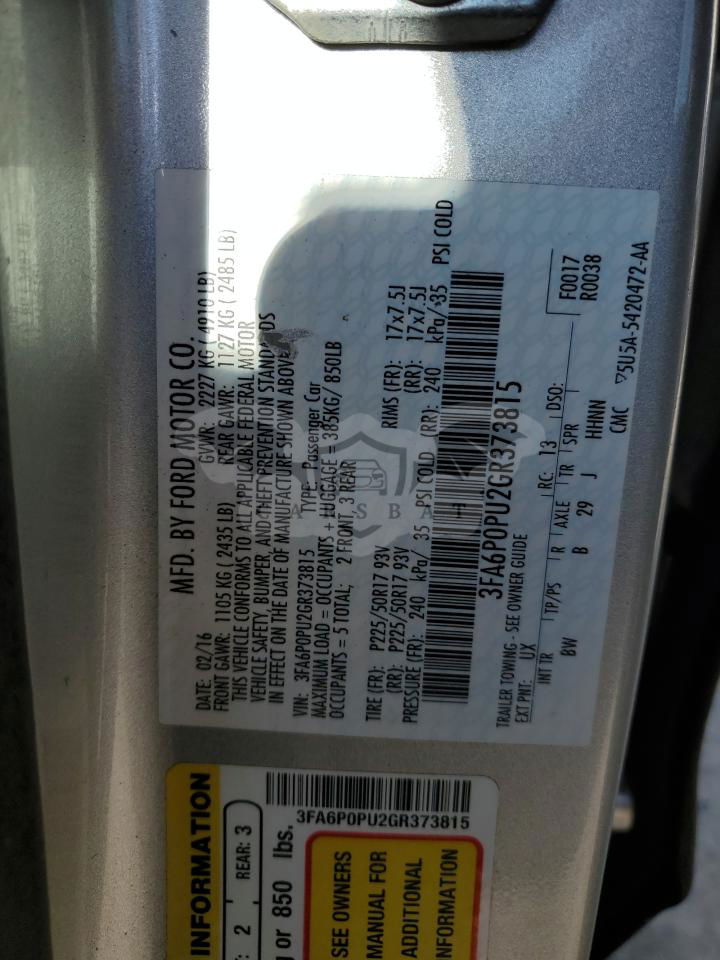 MFD. BY FORD MOTOR CO.
DATE: 02/16 GVWR: 2227 KG ( 4910 LB)
FRONT GAWR: 1105 KG ( 2435 LB) REAR GAWR: 1127 KG ( 2485 LB)
THIS VEHICLE CONFORMS TO ALL APPLICABLE FEDERAL MOTOR
VEHICLE SAFETY, BUMPER, AND THEFT PREVENTION STANDARDS
IN EFFECT ON THE DATE OF MANUFACTURE SHOWN ABOVE.
VIN: 3FA6P0PU2GR373815 TYPE: Passenger Car
MAXIMUM LOAD = OCCUPANTS + LUGGAGE = 385KG/ 850LB
OCCUPANTS = 5 TOTAL: 2 FRONT, 3 REAR
TIRE (FR): P225/50R17 93V RIMS (FR): 17x7.5J
(RR): P225/50R17 93V (RR): 17x7.5J
PRESSURE (FR): 240 kPa/ 35 PSI COLD (RR): 240 kPa/ 35 PSI COLD
3FA6P0PU2GR373815
TRAILER TOWING - SEE OWNER GUIDE
EXT PNT: UX RC: 13 DSO: F0017
R0038
INT TR TP/PS R AXLE TR SPR
BW B 29 J HHNN
CMC ▽5U5A-5420472-AA
INFORMATION
2 REAR: 3
or 850 lbs.
3FA6P0PU2GR373815
SEE OWNERS
MANUAL FOR
ADDITIONAL
INFORMATION